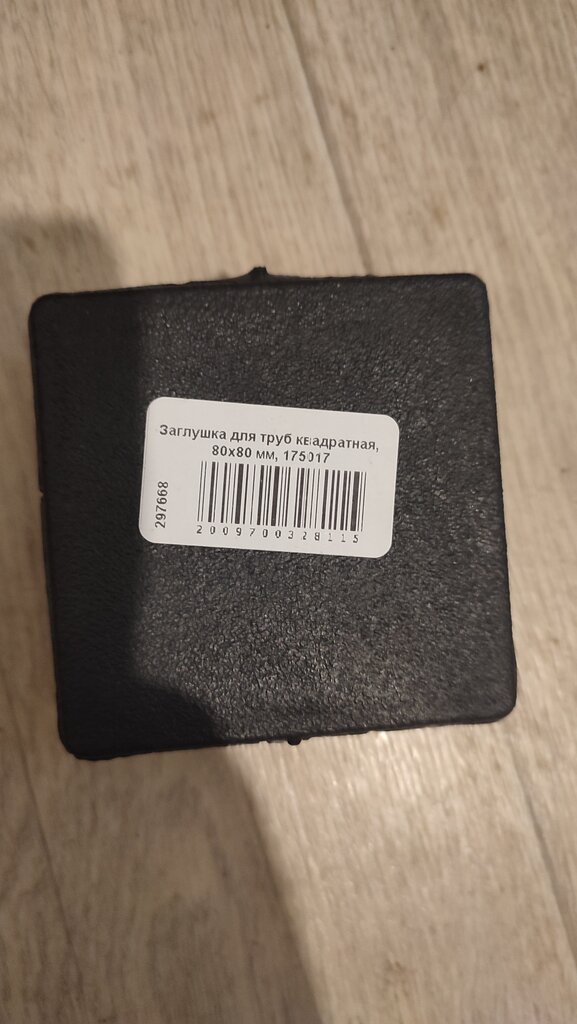 Заглушка для труб квадратная,
80х80 мм, 175017
297668
2009700328115